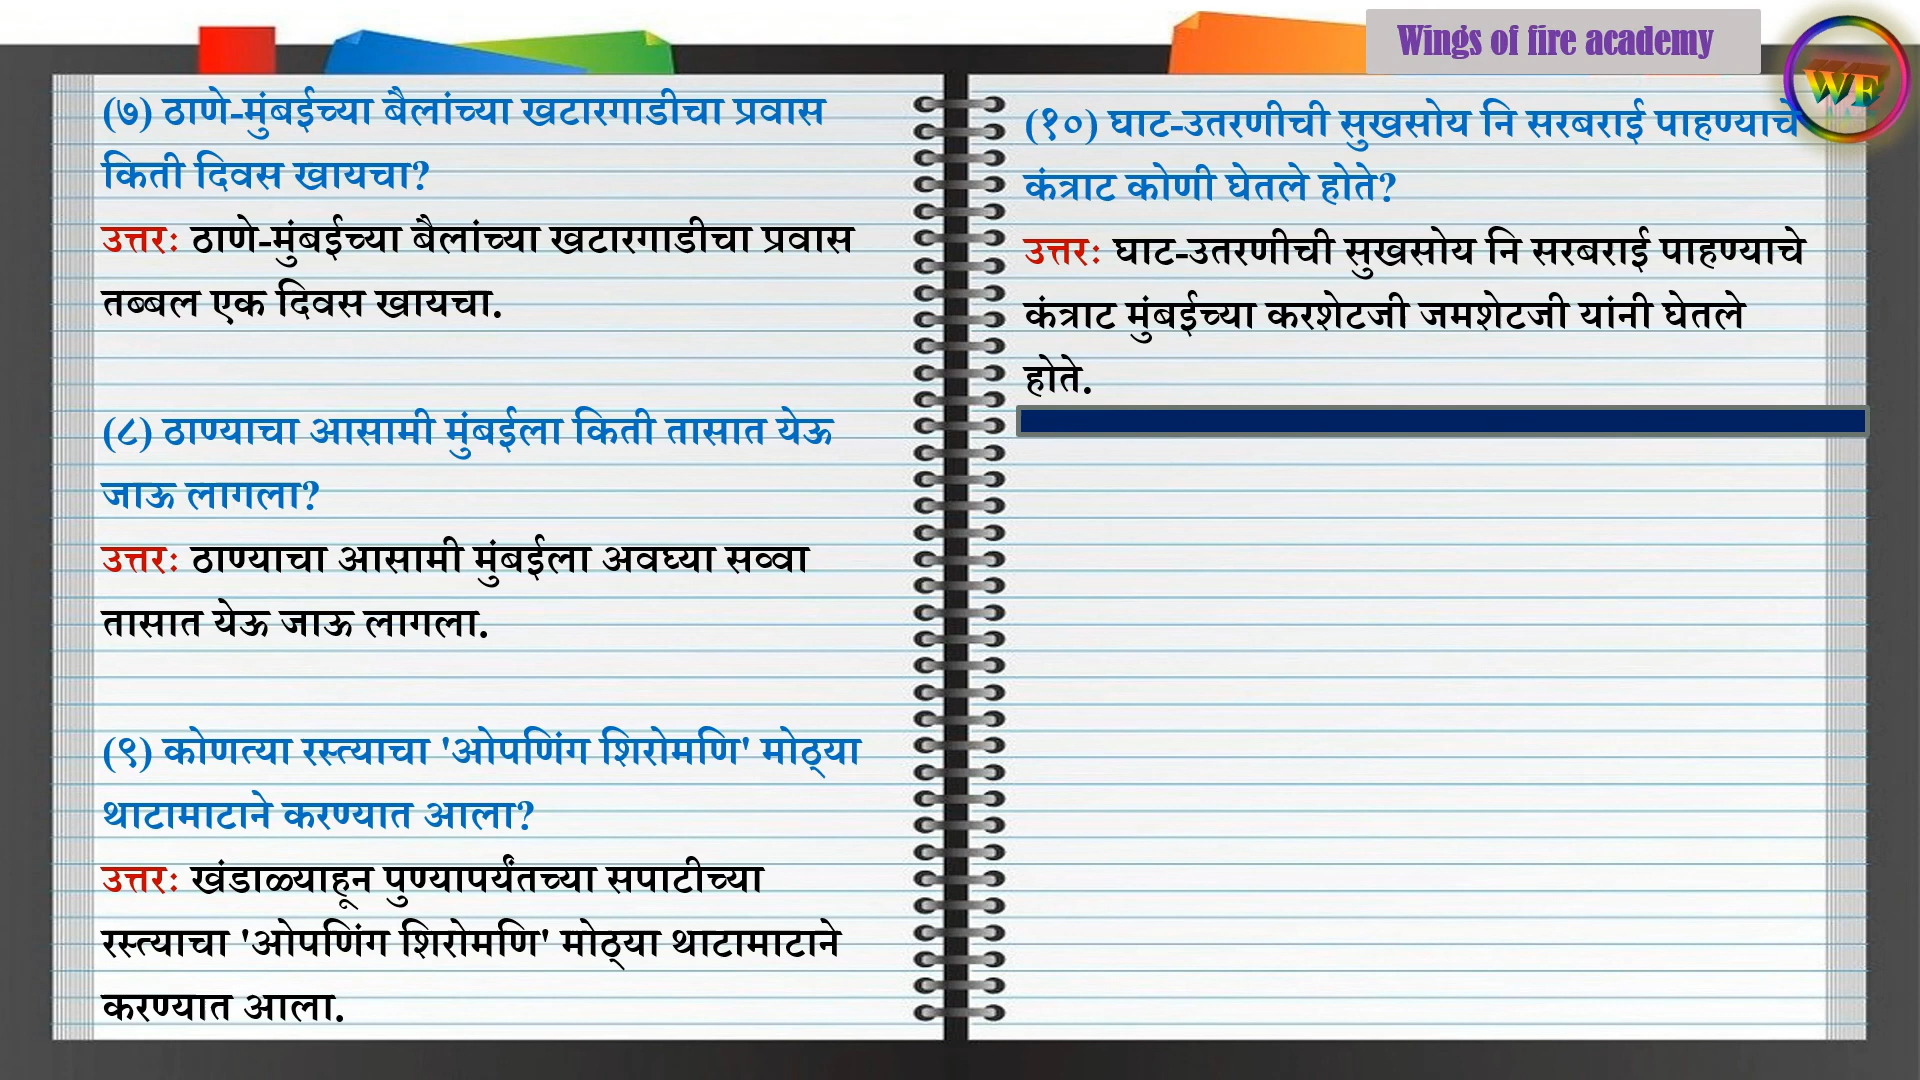 Wings of fire academy
WF
(७) ठाणे-मुंबईच्या बैलांच्या खटारगाडीचा प्रवास
किती दिवस खायचा?
उत्तरः ठाणे-मुंबईच्या बैलांच्या खटारगाडीचा प्रवास
तब्बल एक दिवस खायचा.
(८) ठाण्याचा आसामी मुंबईला किती तासात येऊ
जाऊ लागला?
उत्तरः ठाण्याचा आसामी मुंबईला अवघ्या सव्वा
तासात येऊ जाऊ लागला.
(९) कोणत्या रस्त्याचा 'ओपणिंग शिरोमणि' मोठ्या
थाटामाटाने करण्यात आला?
उत्तरः खंडाळ्याहून पुण्यापर्यंतच्या सपाटीच्या
रस्त्याचा 'ओपणिंग शिरोमणि' मोठ्या थाटामाटाने
करण्यात आला.
(१०) घाट-उतरणीची सुखसोय नि सरबराई पाहण्याचे
कंत्राट कोणी घेतले होते?
उत्तरः घाट-उतरणीची सुखसोय नि सरबराई पाहण्याचे
कंत्राट मुंबईच्या करशेटजी जमशेटजी यांनी घेतले
होते.